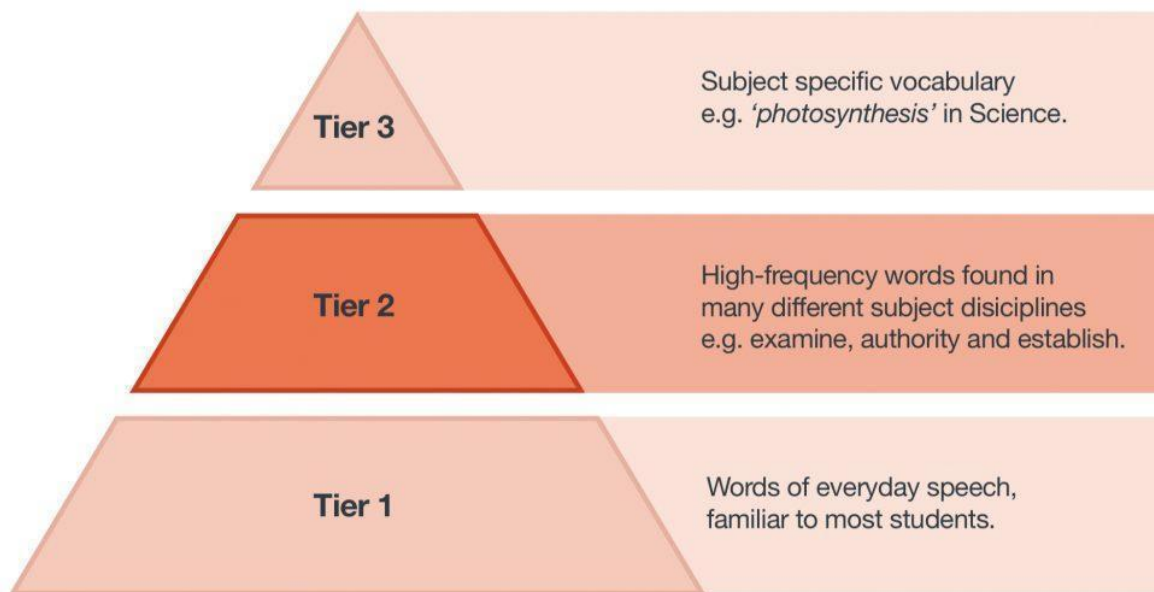 Tier 3
Subject specific vocabulary
e.g. ‘photosynthesis’ in Science.
Tier 2
High-frequency words found in
many different subject disiciplines
e.g. examine, authority and establish.
Tier 1
Words of everyday speech,
familiar to most students.